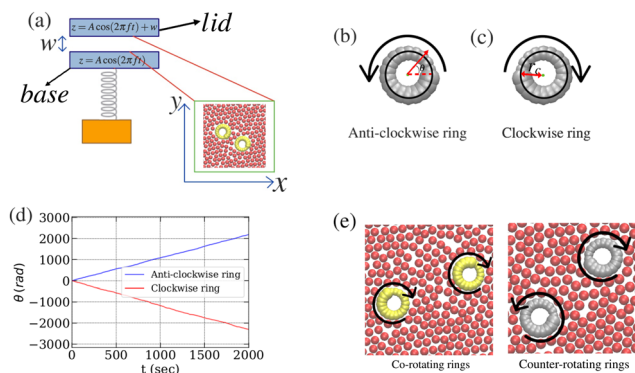 (a)
z = A cos(2πft) + w
lid
w
z = A cos(2πft)
base
y
x
(b)
θ
Anti-clockwise ring
(c)
r_c
Clockwise ring
(d)
3000
2000
1000
0
−1000
−2000
−3000
θ (rad)
Anti-clockwise ring
Clockwise ring
0 500 1000 1500 2000
t (sec)
(e)
Co-rotating rings
Counter-rotating rings